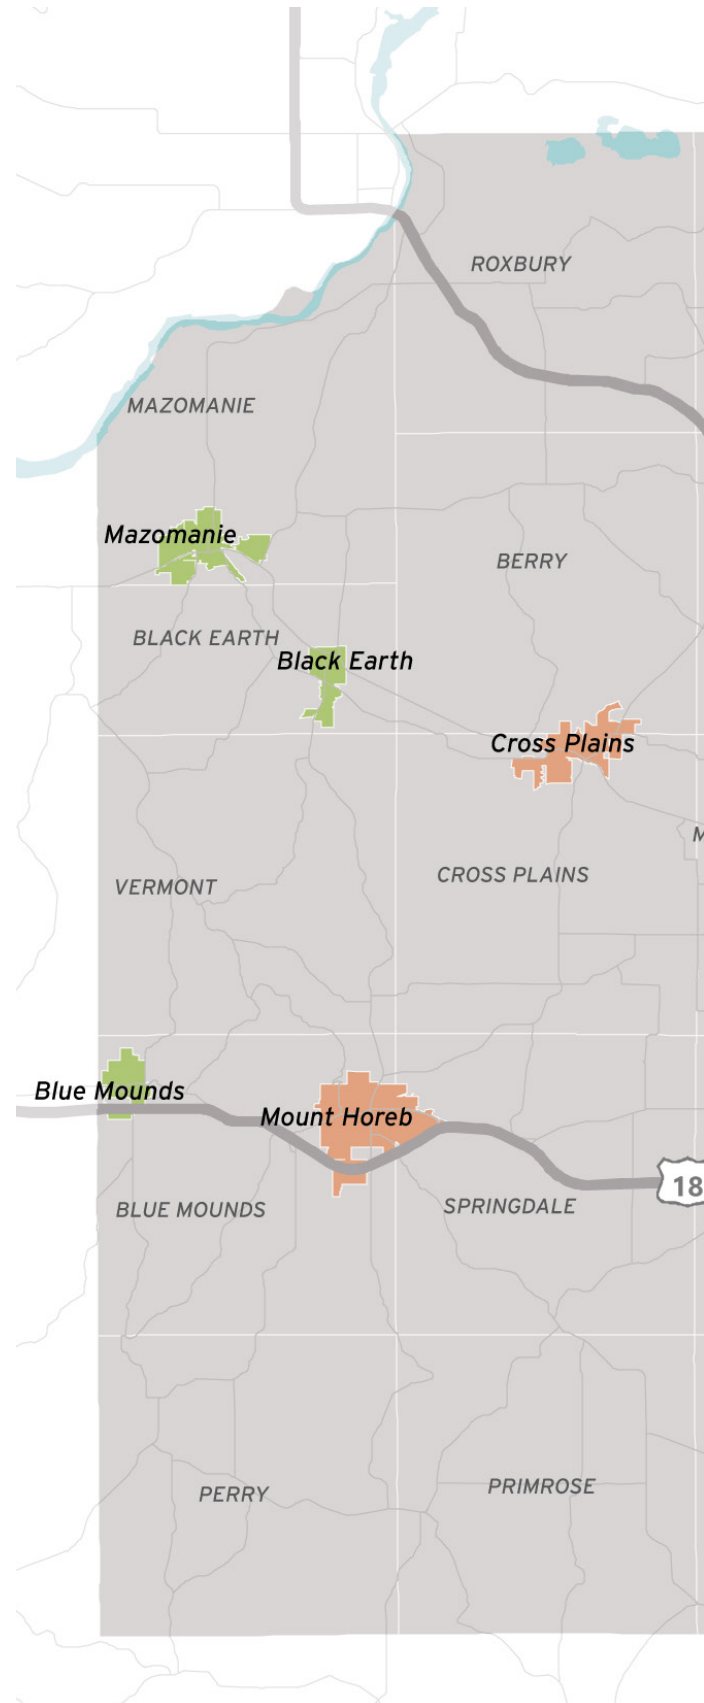 ROXBURY
MAZOMANIE
Mazomanie
BERRY
BLACK EARTH
Black Earth
Cross Plains
VERMONT
CROSS PLAINS
Blue Mounds
Mount Horeb
18
BLUE MOUNDS
SPRINGDALE
PERRY
PRIMROSE